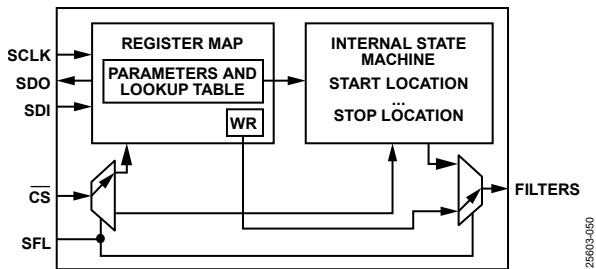 REGISTER MAP
PARAMETERS AND
LOOKUP TABLE
WR
INTERNAL STATE
MACHINE
START LOCATION
...
STOP LOCATION
SCLK
SDO
SDI
CS
SFL
FILTERS
25603-050